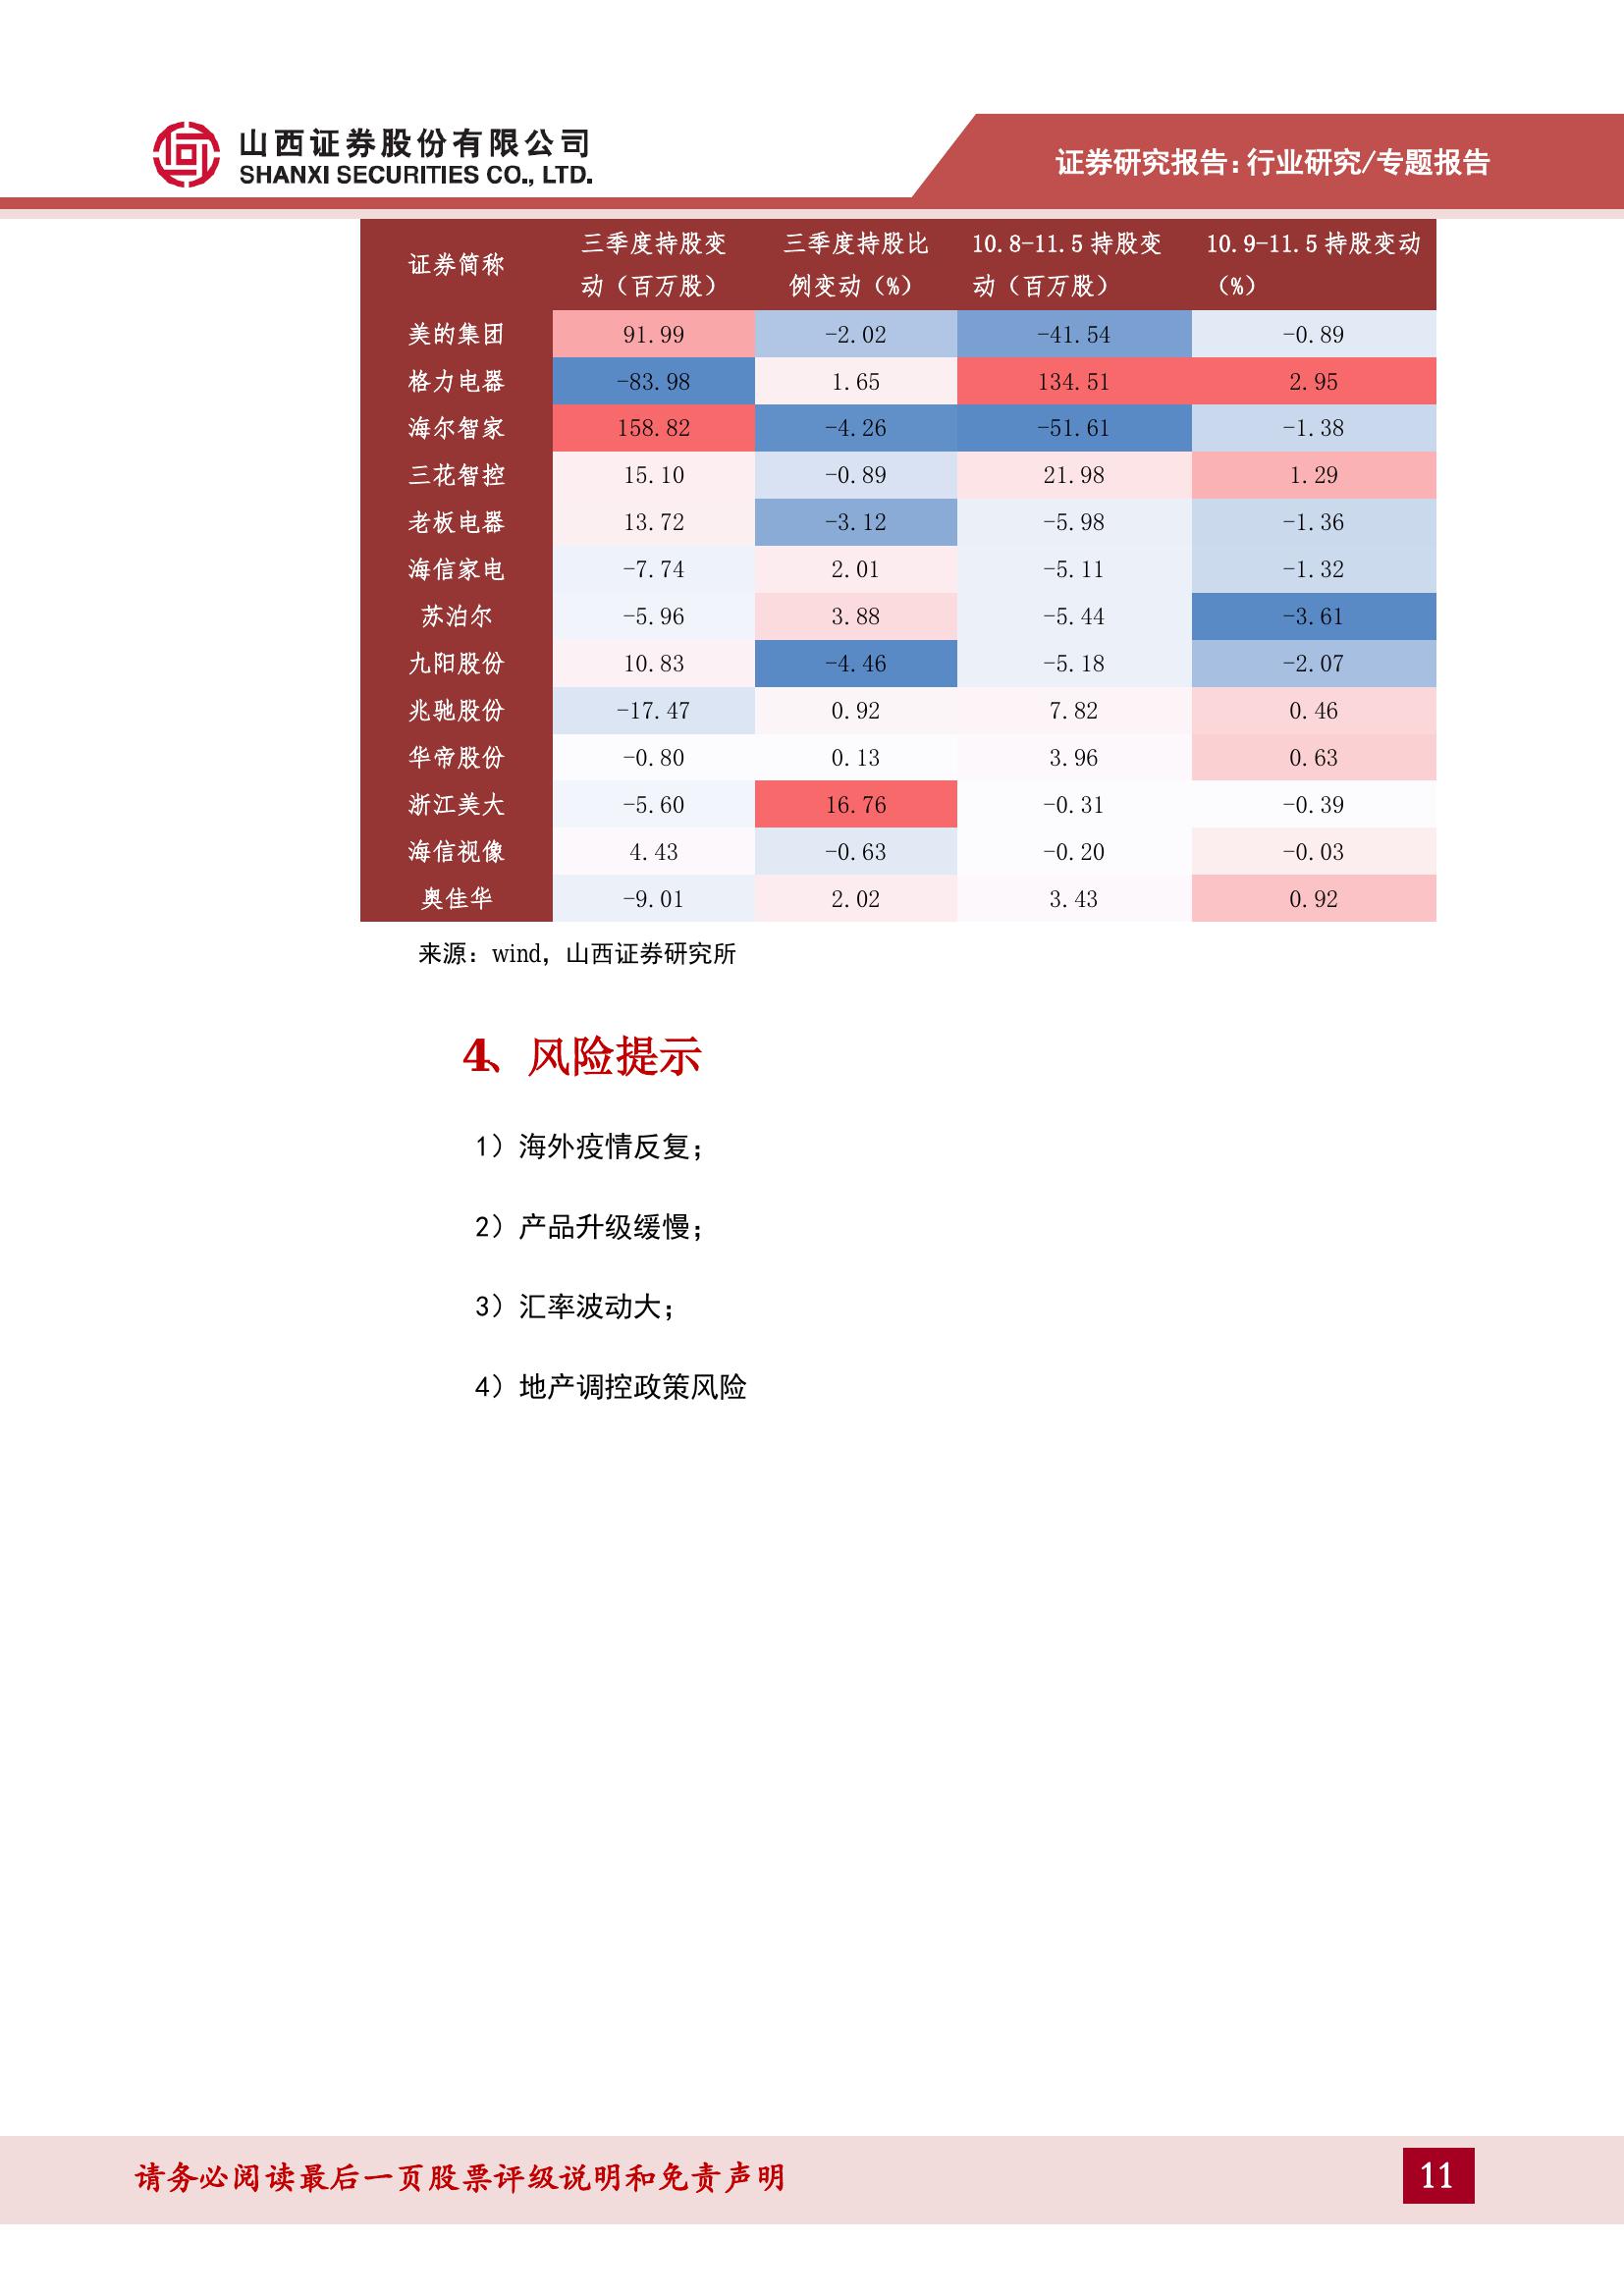 山西证券股份有限公司
SHANXI SECURITIES CO., LTD.
证券研究报告:行业研究/专题报告
证券简称 三季度持股变动（百万股） 三季度持股比例变动（%） 10.8-11.5 持股变动（百万股） 10.9-11.5 持股变动（%）
美的集团 91.99 -2.02 -41.54 -0.89
格力电器 -83.98 1.65 134.51 2.95
海尔智家 158.82 -4.26 -51.61 -1.38
三花智控 15.10 -0.89 21.98 1.29
老板电器 13.72 -3.12 -5.98 -1.36
海信家电 -7.74 2.01 -5.11 -1.32
苏泊尔 -5.96 3.88 -5.44 -3.61
九阳股份 10.83 -4.46 -5.18 -2.07
兆驰股份 -17.47 0.92 7.82 0.46
华帝股份 -0.80 0.13 3.96 0.63
浙江美大 -5.60 16.76 -0.31 -0.39
海信视像 4.43 -0.63 -0.20 -0.03
奥佳华 -9.01 2.02 3.43 0.92
来源：wind，山西证券研究所
4、风险提示
1）海外疫情反复；
2）产品升级缓慢；
3）汇率波动大；
4）地产调控政策风险
请务必阅读最后一页股票评级说明和免责声明
11